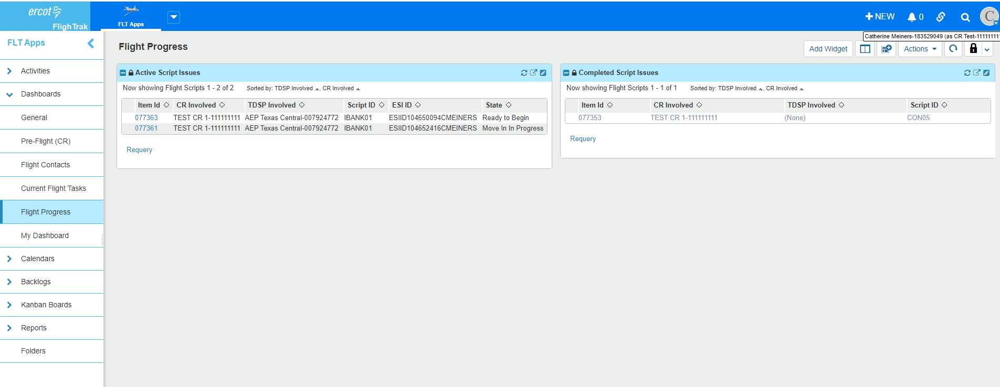 ercot
FlighTrak
FLT Apps
NEW
0
Catherine Meiners-183529049 (as CR Test-11111111
FLT Apps
Activities
Dashboards
General
Pre-Flight (CR)
Flight Contacts
Current Flight Tasks
Flight Progress
My Dashboard
Calendars
Backlogs
Kanban Boards
Reports
Folders
Flight Progress
Add Widget
Actions
Active Script Issues
Now showing Flight Scripts 1 - 2 of 2 Sorted by: TDSP Involved , CR Involved
Item Id CR Involved TDSP Involved Script ID ESI ID State
077363 TEST CR 1-111111111 AEP Texas Central-007924772 IBANK01 ESIID104650094CMEINERS Ready to Begin
077361 TEST CR 1-111111111 AEP Texas Central-007924772 IBANK01 ESIID104652416CMEINERS Move In In Progress
Requery
Completed Script Issues
Now showing Flight Scripts 1 - 1 of 1 Sorted by: TDSP Involved , CR Involved
Item Id CR Involved TDSP Involved Script ID
077353 TEST CR 1-111111111 (None) CON05
Requery
C